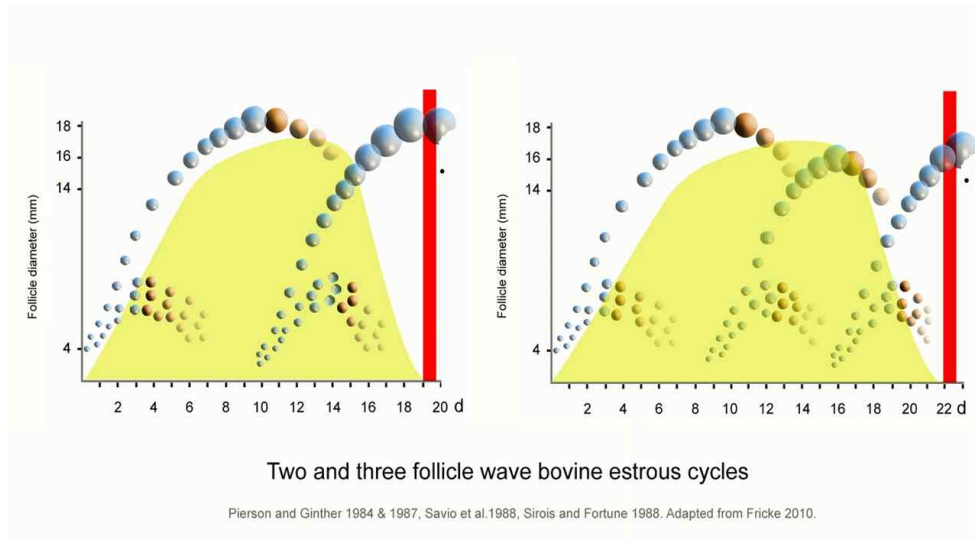 Follicle diameter (mm)
18
16
14
4
2 4 6 8 10 12 14 16 18 20 d
Follicle diameter (mm)
18
16
14
4
2 4 6 8 10 12 14 16 18 20 22 d
Two and three follicle wave bovine estrous cycles
Pierson and Ginther 1984 & 1987, Savio et al.1988, Sirois and Fortune 1988. Adapted from Fricke 2010.